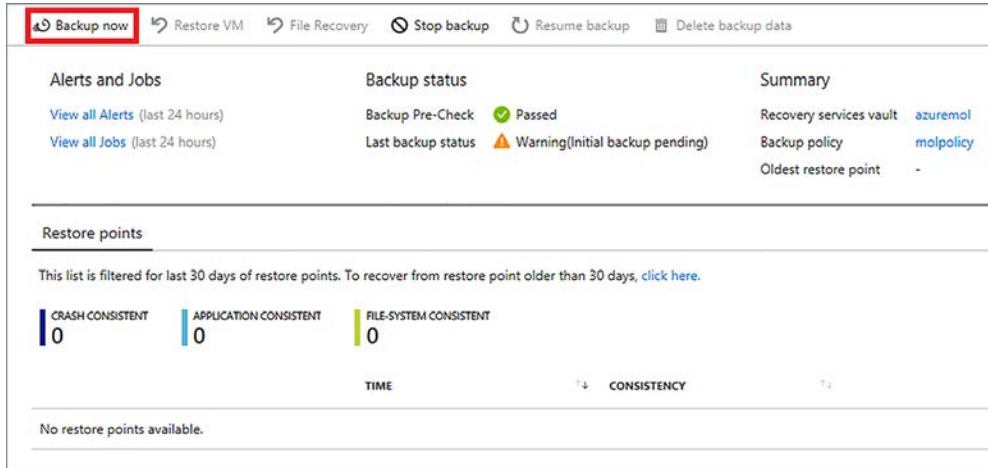 Backup now Restore VM File Recovery Stop backup Resume backup Delete backup data
Alerts and Jobs Backup status Summary
View all Alerts (last 24 hours) Backup Pre-Check Passed Recovery services vault azuremol
View all Jobs (last 24 hours) Last backup status Warning(Initial backup pending) Backup policy molpolicy
Oldest restore point -
Restore points
This list is filtered for last 30 days of restore points. To recover from restore point older than 30 days, click here.
CRASH CONSISTENT APPLICATION CONSISTENT FILE-SYSTEM CONSISTENT
0 0 0
TIME CONSISTENCY
No restore points available.